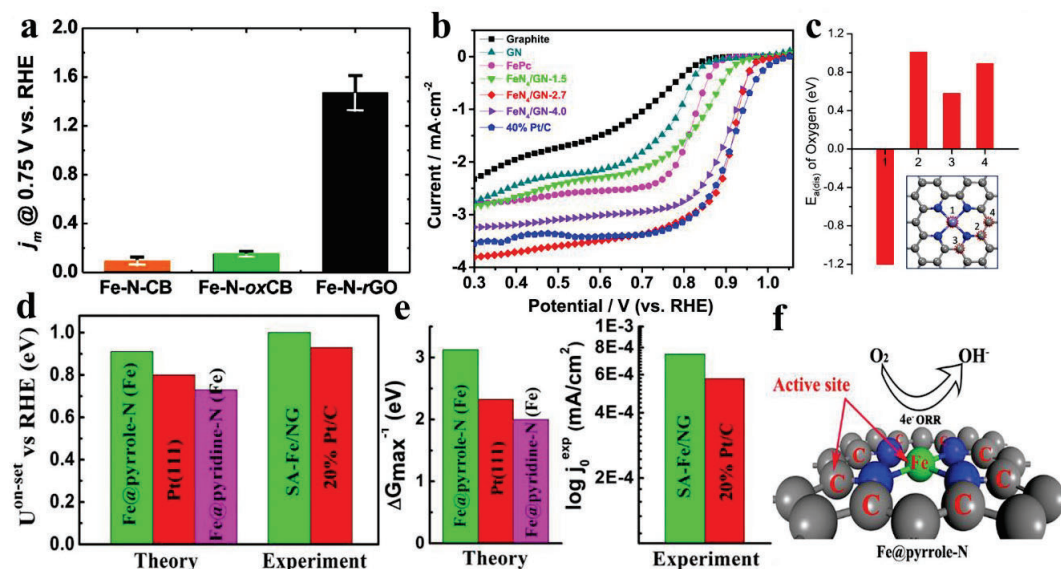 a
j_m @ 0.75 V vs. RHE
1.6
1.2
0.8
0.4
0.0
Fe-N-CB
Fe-N-oxCB
Fe-N-rGO
b
Graphite
GN
FePc
FeN4/GN-1.5
FeN4/GN-2.7
FeN4/GN-4.0
40% Pt/C
Current / mA·cm-2
0
-1
-2
-3
-4
0.3 0.4 0.5 0.6 0.7 0.8 0.9 1.0
Potential / V (vs. RHE)
c
Ea(dis) of Oxygen (eV)
1.2
0.8
0.4
0.0
-0.4
-0.8
-1.2
1
2
3
4
1
4
2
3
d
U^on-set vs RHE (eV)
1.0
0.8
0.6
0.4
0.2
0.0
Fe@pyrrole-N (Fe)
Pt(111)
Fe@pyridine-N (Fe)
SA-Fe/NG
20% Pt/C
Theory
Experiment
e
ΔGmax-1 (eV)
3
2
1
Fe@pyrrole-N (Fe)
Pt(111)
Fe@pyridine-N (Fe)
Theory
log j0^exp (mA/cm2)
1E-3
8E-4
6E-4
4E-4
2E-4
SA-Fe/NG
20% Pt/C
Experiment
f
O2
OH-
Active site
4e- ORR
C
C
C
C
Fe
C
C
C
C
Fe@pyrrole-N